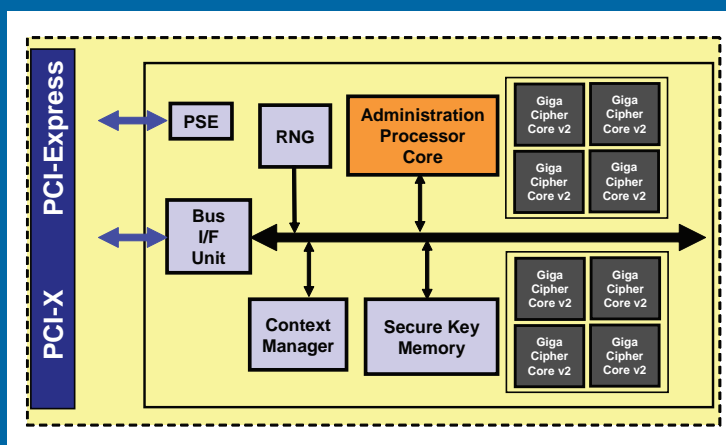 PCI-Express
PCI-X
PSE
RNG
Administration
Processor
Core
Bus
I/F
Unit
Context
Manager
Secure Key
Memory
Giga
Cipher
Core v2
Giga
Cipher
Core v2
Giga
Cipher
Core v2
Giga
Cipher
Core v2
Giga
Cipher
Core v2
Giga
Cipher
Core v2
Giga
Cipher
Core v2
Giga
Cipher
Core v2